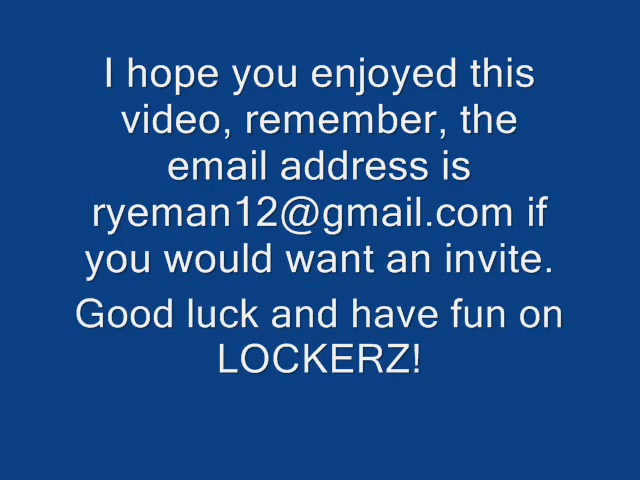 I hope you enjoyed this
video, remember, the
email address is
ryeman12@gmail.com if
you would want an invite.
Good luck and have fun on
LOCKERZ!